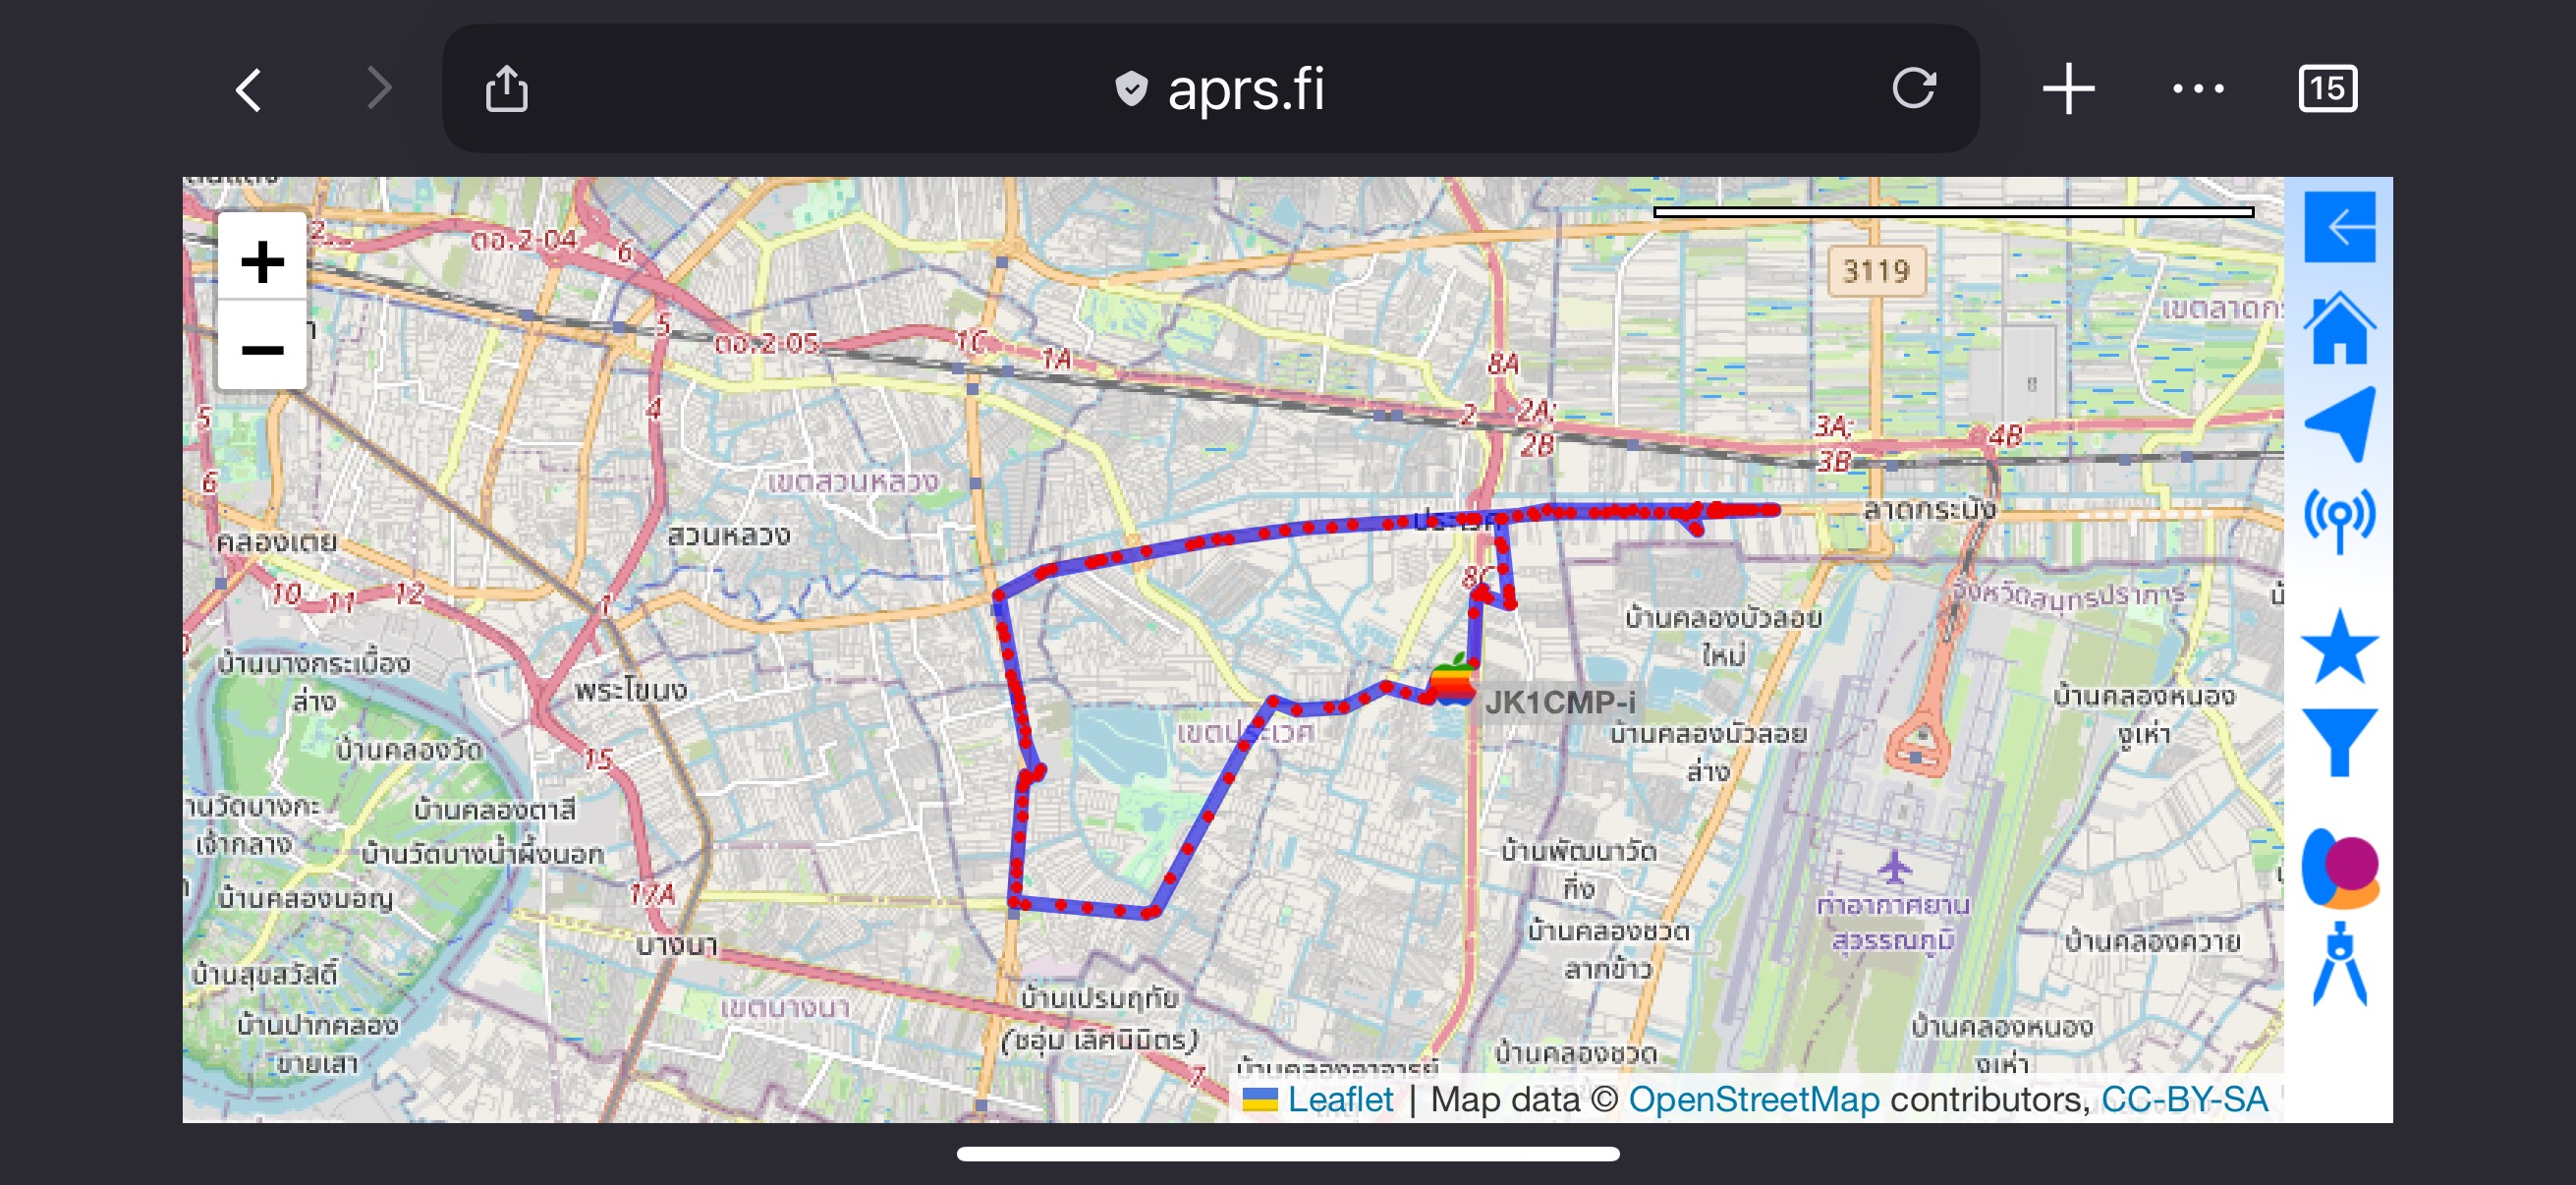 aprs.fi
15
ตอ.2-04
6
3119
+
−
5
ตอ.2-05
1C
1A
8A
เขตลาดกร
4
5
2
2A;
2B
3A;
3B
4B
6
เขตสวนหลวง
สวนหลวง
คลองเตย
ลาดกระบัง
10
11
12
1
8C
จังหวัดสมุทรปราการ
บ้านคลองบัวลอย
ใหม่
บ้านบางกระเบื้อง
ล่าง
พระโขนง
JK1CMP-i
บ้านคลองหนอง
งูเห่า
เขตประเวศ
บ้านคลองบัวลอย
ล่าง
บ้านคลองวัด
15
านวัดบางกะ
เจ้ากลาง
บ้านคลองตาสี
บ้านวัดบางน้ำผึ้งนอก
บ้านพัฒนาวัด
กิ่ง
17A
บ้านคลองบอญ
ท่าอากาศยาน
สุวรรณภูมิ
บางนา
บ้านคลองชวด
ลากข้าว
บ้านคลองควาย
บ้านสุขสวัสดิ์
เขตบางนา
บ้านเปรมฤทัย
(ชอุ่ม เลิศนิมิตร)
บ้านปากคลอง
ขายเสา
บ้านคลองหนอง
งูเห่า
บ้านคลองชวด
7
บ้านคลองอาจารย์
Leaflet | Map data © OpenStreetMap contributors, CC-BY-SA